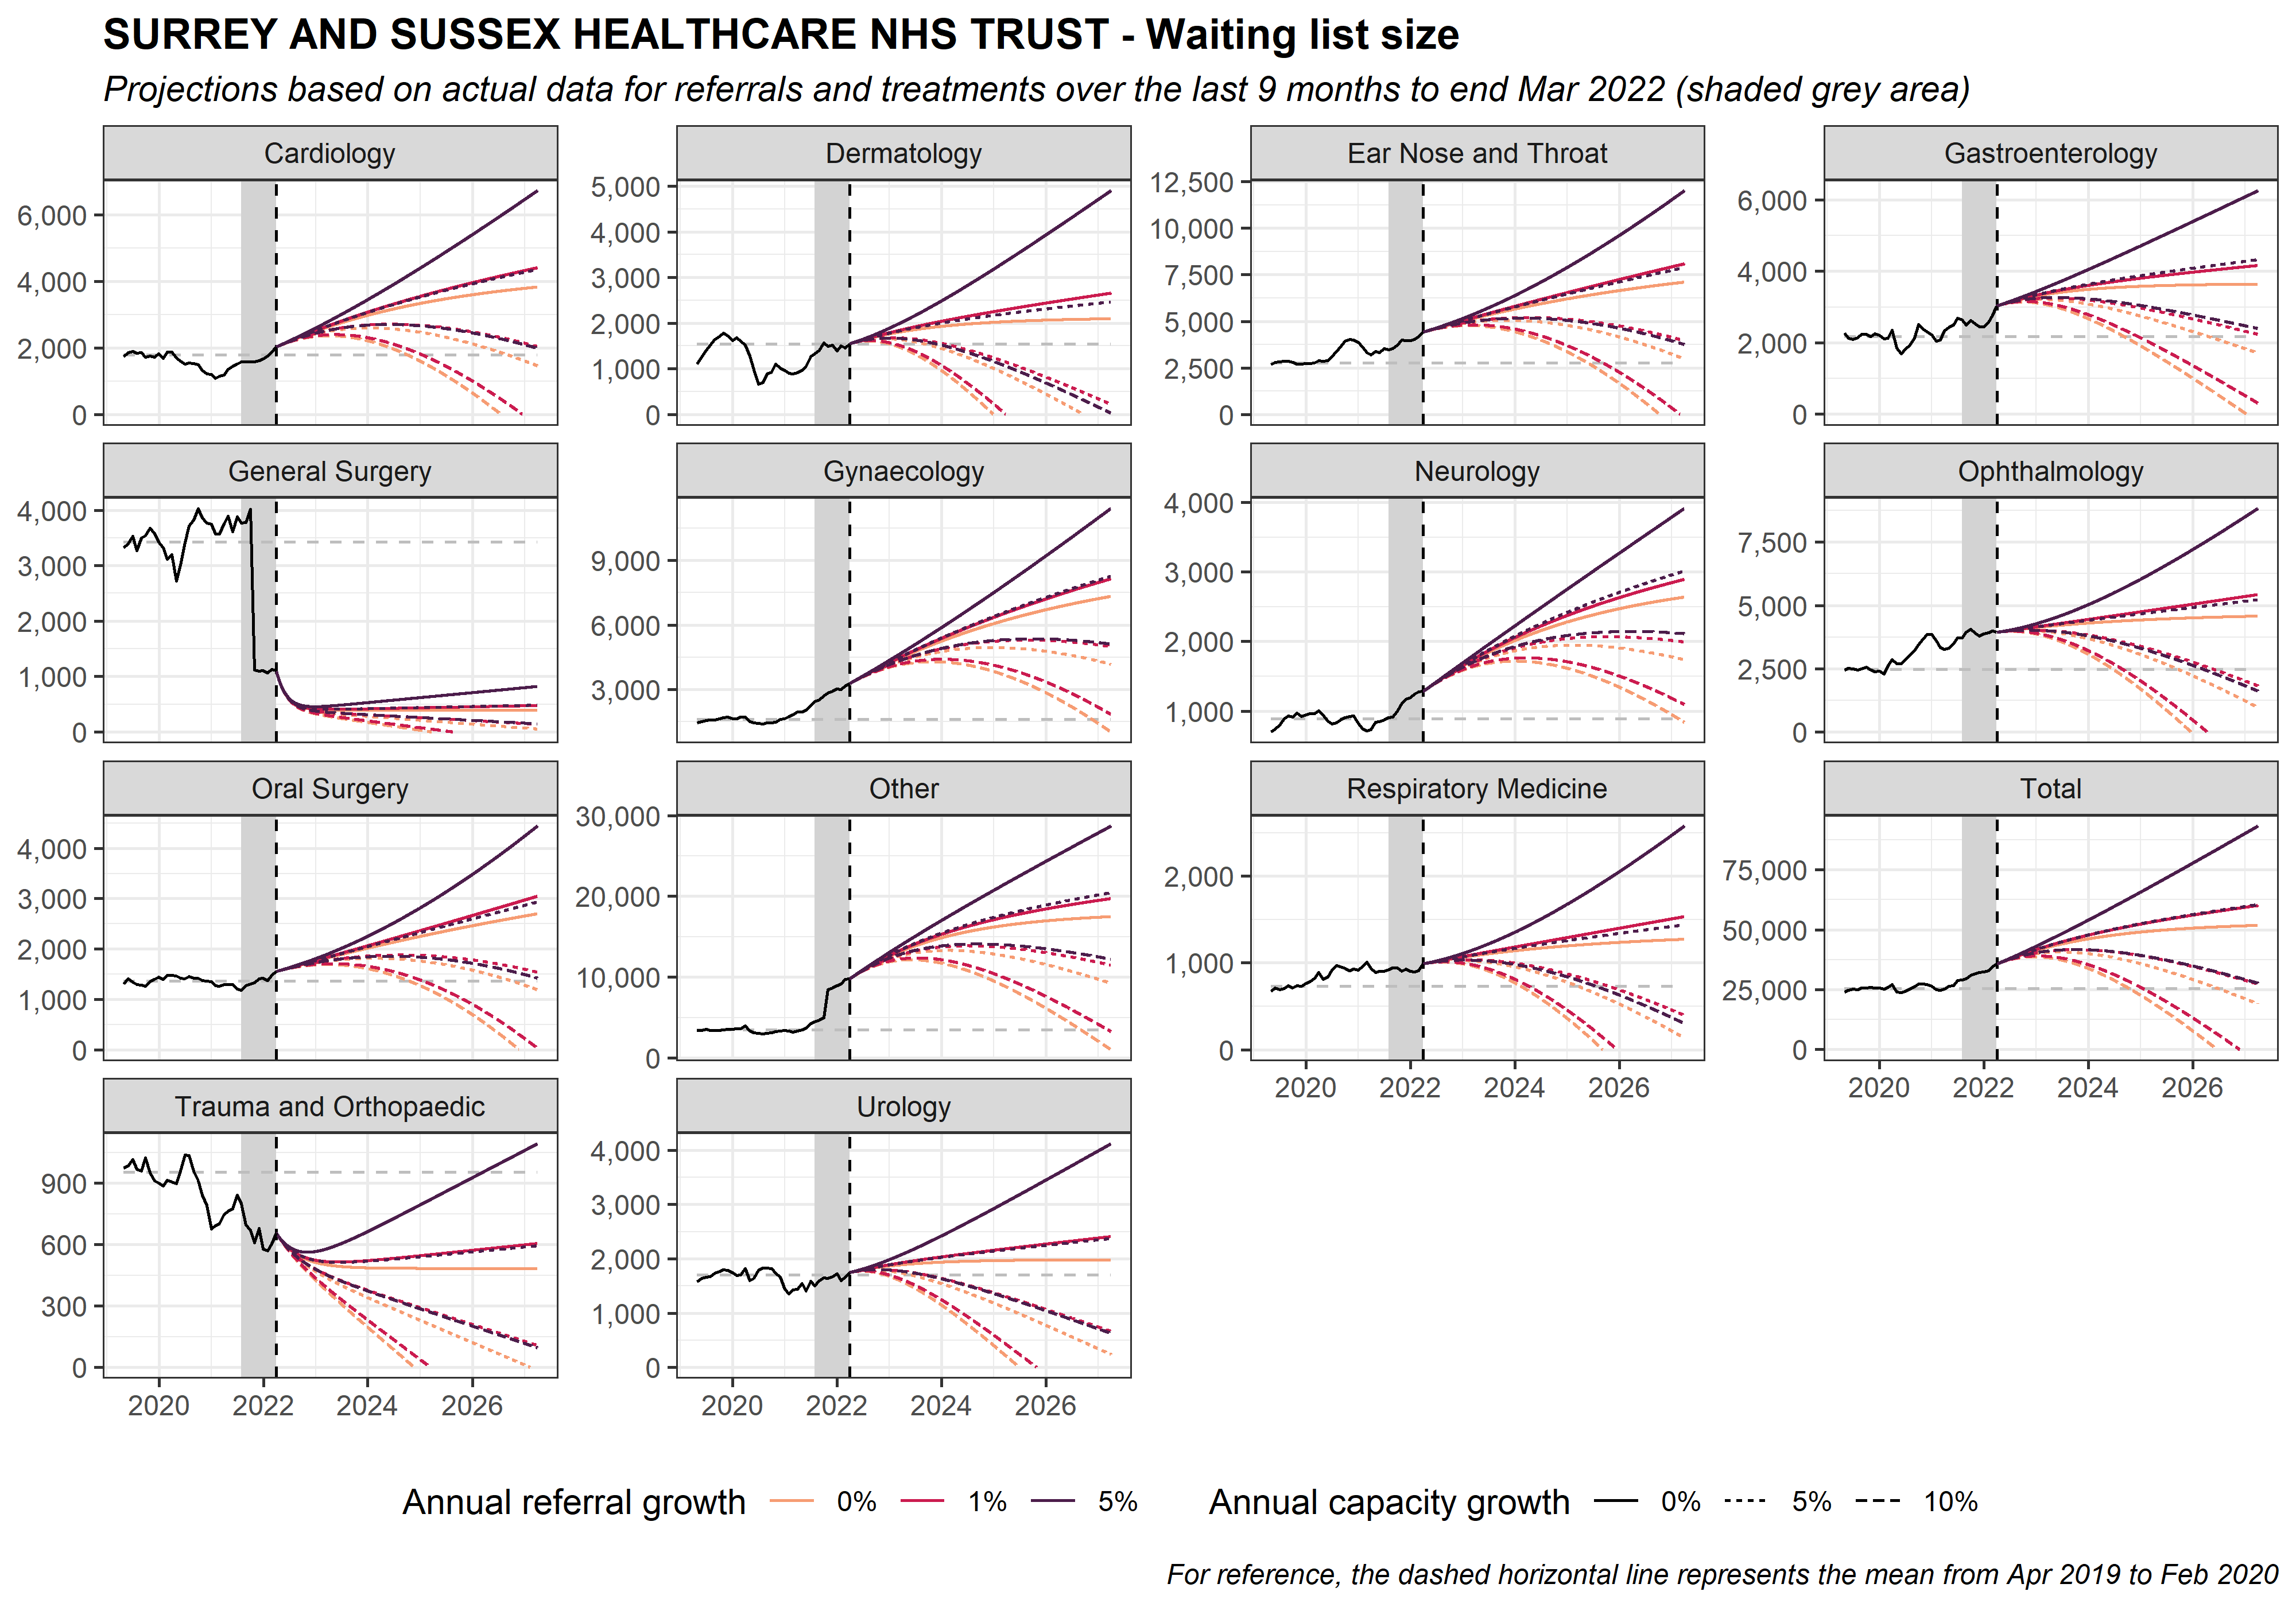 SURREY AND SUSSEX HEALTHCARE NHS TRUST - Waiting list size
Projections based on actual data for referrals and treatments over the last 9 months to end Mar 2022 (shaded grey area)
Cardiology
6,000
4,000
2,000
0
Dermatology
5,000
4,000
3,000
2,000
1,000
0
Ear Nose and Throat
12,500
10,000
7,500
5,000
2,500
0
Gastroenterology
6,000
4,000
2,000
0
General Surgery
4,000
3,000
2,000
1,000
0
Gynaecology
9,000
6,000
3,000
Neurology
4,000
3,000
2,000
1,000
Ophthalmology
7,500
5,000
2,500
0
Oral Surgery
4,000
3,000
2,000
1,000
0
Other
30,000
20,000
10,000
0
Respiratory Medicine
2,000
1,000
0
2020 2022 2024 2026
Total
75,000
50,000
25,000
0
2020 2022 2024 2026
Trauma and Orthopaedic
900
600
300
0
2020 2022 2024 2026
Urology
4,000
3,000
2,000
1,000
0
2020 2022 2024 2026
Annual referral growth 0% 1% 5% Annual capacity growth 0% 5% 10%
For reference, the dashed horizontal line represents the mean from Apr 2019 to Feb 2020